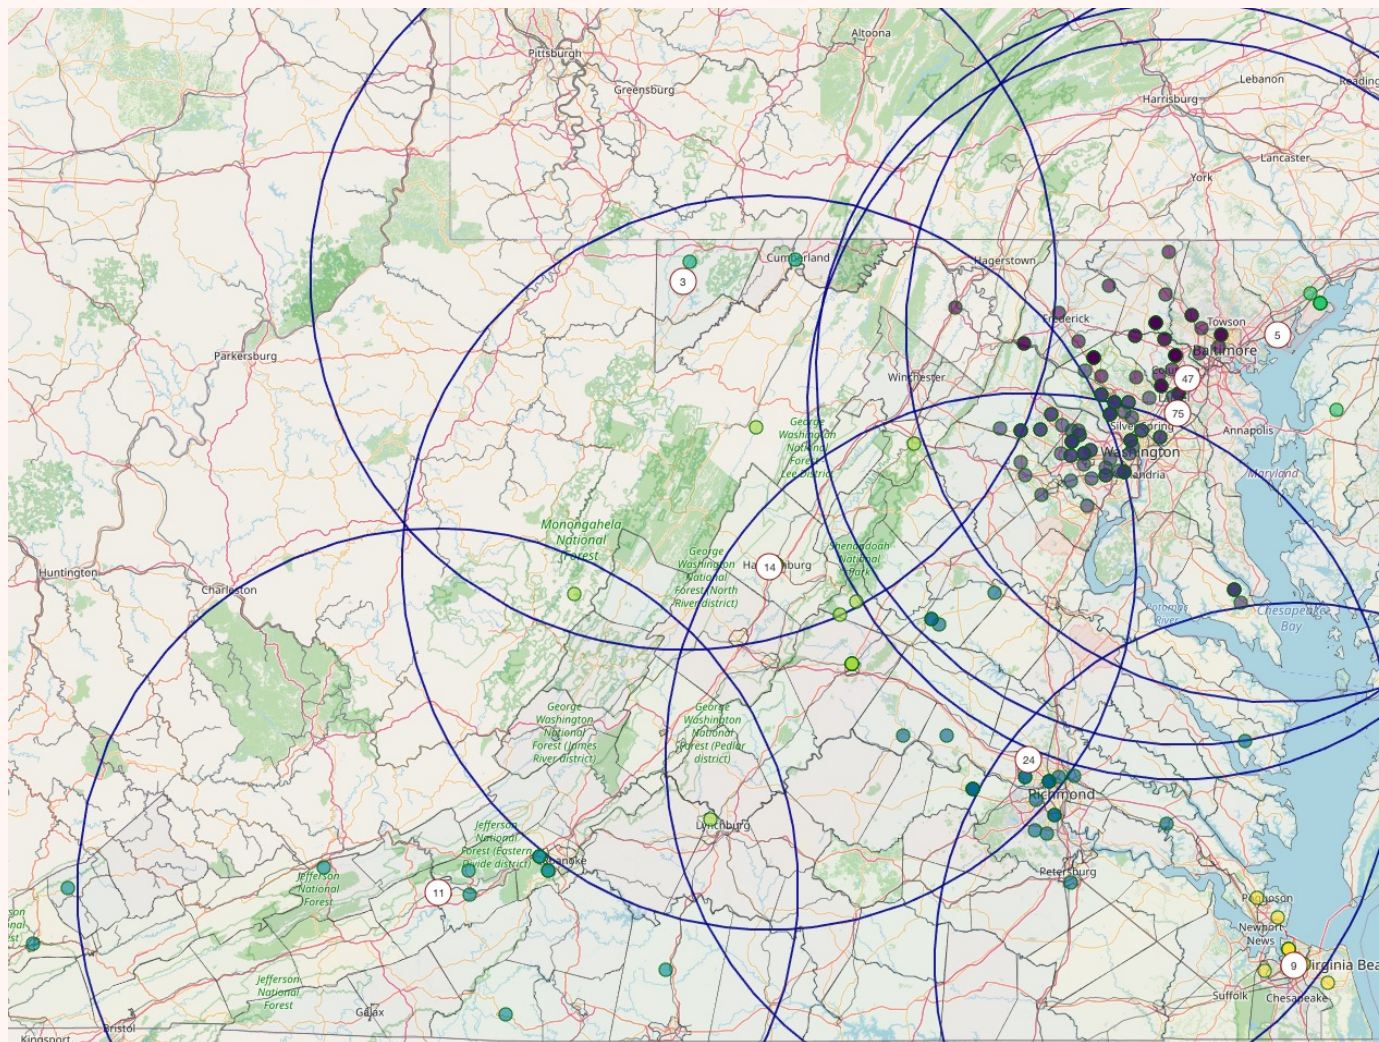 Altoona
Pittsburgh
Greensburg
Lebanon
Reading
Harrisburg
Lancaster
York
Cumberland
Hagerstown
3
Frederick
Towson
5
Baltimore
Parkersburg
Winchester
47
Laurel
75
George
Washington
National
Forest
Lee District
Silver Spring
Annapolis
Washington
Maryland
Monongahela
National
Forest
George
Washington
National
Forest (North
River district)
14
Shenandoah
National
Park
Huntington
Charleston
Potomac
River
Chesapeake
Bay
George
Washington
National
Forest (James
River district)
George
Washington
National
Forest (Pedlar
district)
24
Richmond
Lynchburg
Jefferson
National
Forest (Eastern
Divide district)
Roanoke
Jefferson
National
Forest
11
Petersburg
Poquoson
Newport
News
9
Virginia Bea
Jefferson
National
Forest
Suffolk
Chesapeake
Galax
Bristol
Kingsport